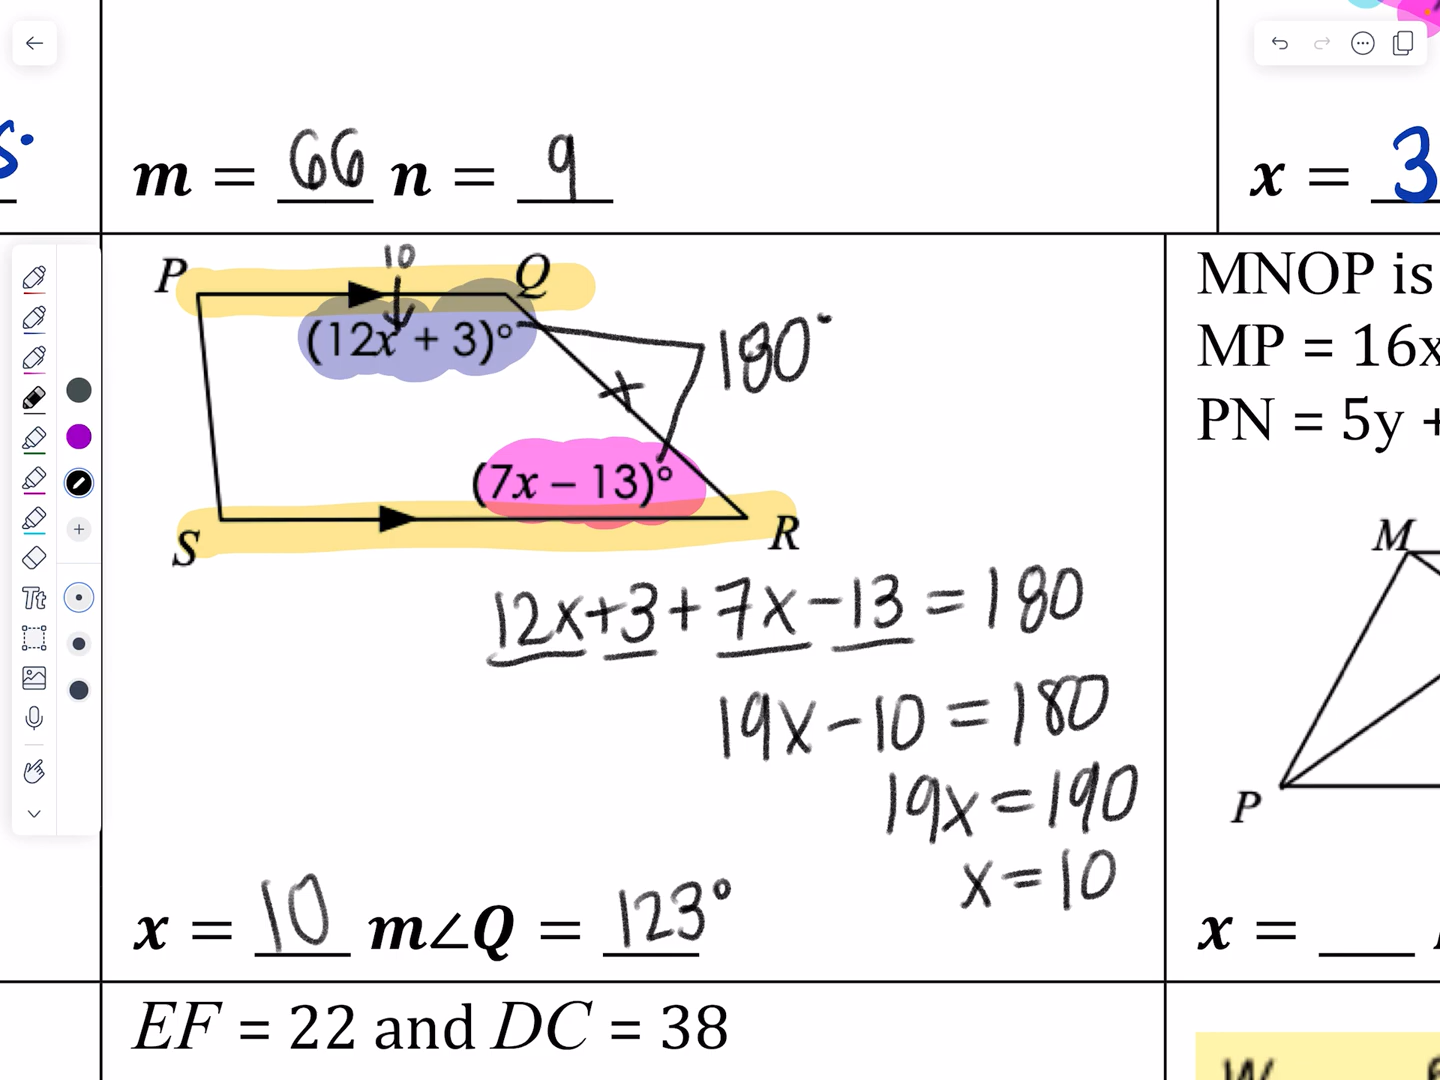 m = 66 n = 9
x = 3
P
10
Q
(12x + 3)°
180°
(7x – 13)°
S
R
12x+3+7x-13=180
19x-10=180
19x=190
x=10
x = 10 m∠Q = 123°
MNOP is
MP = 16x
PN = 5y +
M
P
x =
EF = 22 and DC = 38
Tt